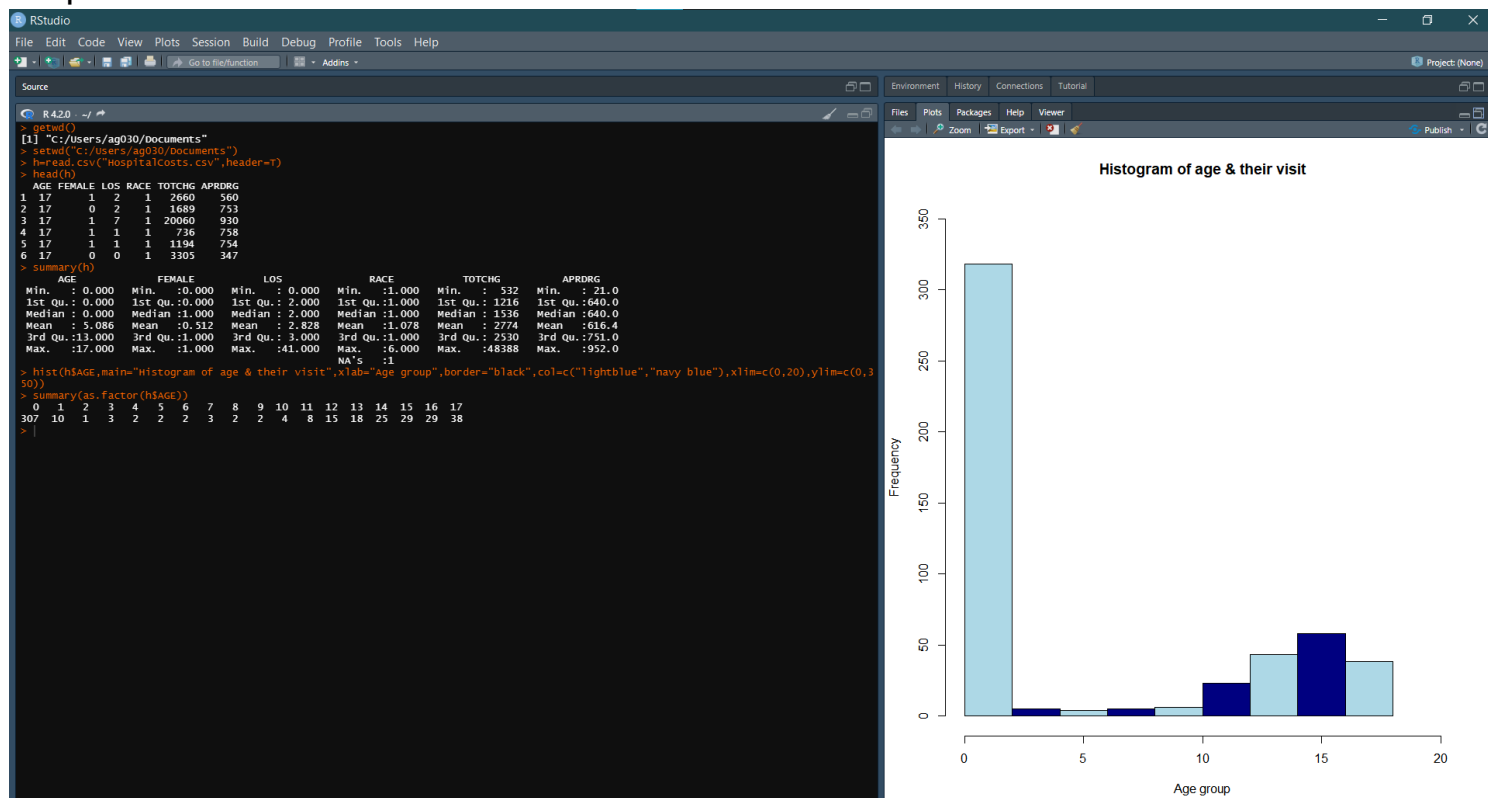 RStudio
File Edit Code View Plots Session Build Debug Profile Tools Help
Go to file/function Addins Project: (None)
Source
R 4.2.0 · ~/
> getwd()
[1] "C:/Users/ag030/Documents"
> setwd("C:/Users/ag030/Documents")
> h=read.csv("HospitalCosts.csv",header=T)
> head(h)
  AGE FEMALE LOS RACE TOTCHG APRDRG
1  17      1   2    1   2660    560
2  17      0   2    1   1689    753
3  17      1   7    1  20060    930
4  17      1   1    1    736    758
5  17      1   1    1   1194    754
6  17      0   0    1   3305    347
> summary(h)
      AGE             FEMALE           LOS              RACE           TOTCHG          APRDRG
 Min.   : 0.000   Min.   :0.000   Min.   : 0.000   Min.   :1.000   Min.   :  532   Min.   : 21.0
 1st Qu.: 0.000   1st Qu.:0.000   1st Qu.: 2.000   1st Qu.:1.000   1st Qu.: 1216   1st Qu.:640.0
 Median : 0.000   Median :1.000   Median : 2.000   Median :1.000   Median : 1536   Median :640.0
 Mean   : 5.086   Mean   :0.512   Mean   : 2.828   Mean   :1.078   Mean   : 2774   Mean   :616.4
 3rd Qu.:13.000   3rd Qu.:1.000   3rd Qu.: 3.000   3rd Qu.:1.000   3rd Qu.: 2530   3rd Qu.:751.0
 Max.   :17.000   Max.   :1.000   Max.   :41.000   Max.   :6.000   Max.   :48388   Max.   :952.0
                                                   NA's   :1
> hist(h$AGE,main="Histogram of age & their visit",xlab="Age group",border="black",col=c("lightblue","navy blue"),xlim=c(0,20),ylim=c(0,3
50))
> summary(as.factor(h$AGE))
  0   1   2   3   4   5   6   7   8   9  10  11  12  13  14  15  16  17
307  10   1   3   2   2   2   3   2   2   4   8  15  18  25  29  29  38
>
Environment History Connections Tutorial
Files Plots Packages Help Viewer
Zoom Export Publish
Histogram of age & their visit
350
300
250
200
150
100
50
0
Frequency
0 5 10 15 20
Age group